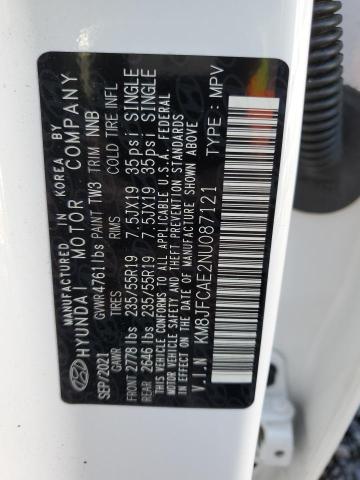 MANUFACTURED IN KOREA BY
HYUNDAI MOTOR COMPANY
SEP/2021 GVWR 4761 lbs PAINT TW3 TRIM NNB
GAWR TIRES RIMS COLD TIRE INFL
FRONT 2778 lbs 235/55R19 7.5JX19 35psi SINGLE
REAR 2646 lbs 235/55R19 7.5JX19 35psi SINGLE
THIS VEHICLE CONFORMS TO ALL APPLICABLE U.S.A. FEDERAL
MOTOR VEHICLE SAFETY AND THEFT PREVENTION STANDARDS
IN EFFECT ON THE DATE OF MANUFACTURE SHOWN ABOVE.
V.I.N KM8JFCAE2NU087121 TYPE: MPV